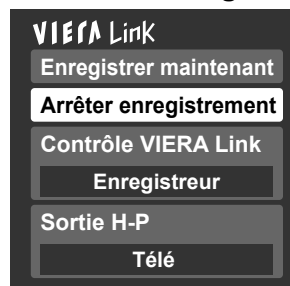 VIERA Link
Enregistrer maintenant
Arrêter enregistrement
Contrôle VIERA Link
Enregistreur
Sortie H-P
Télé